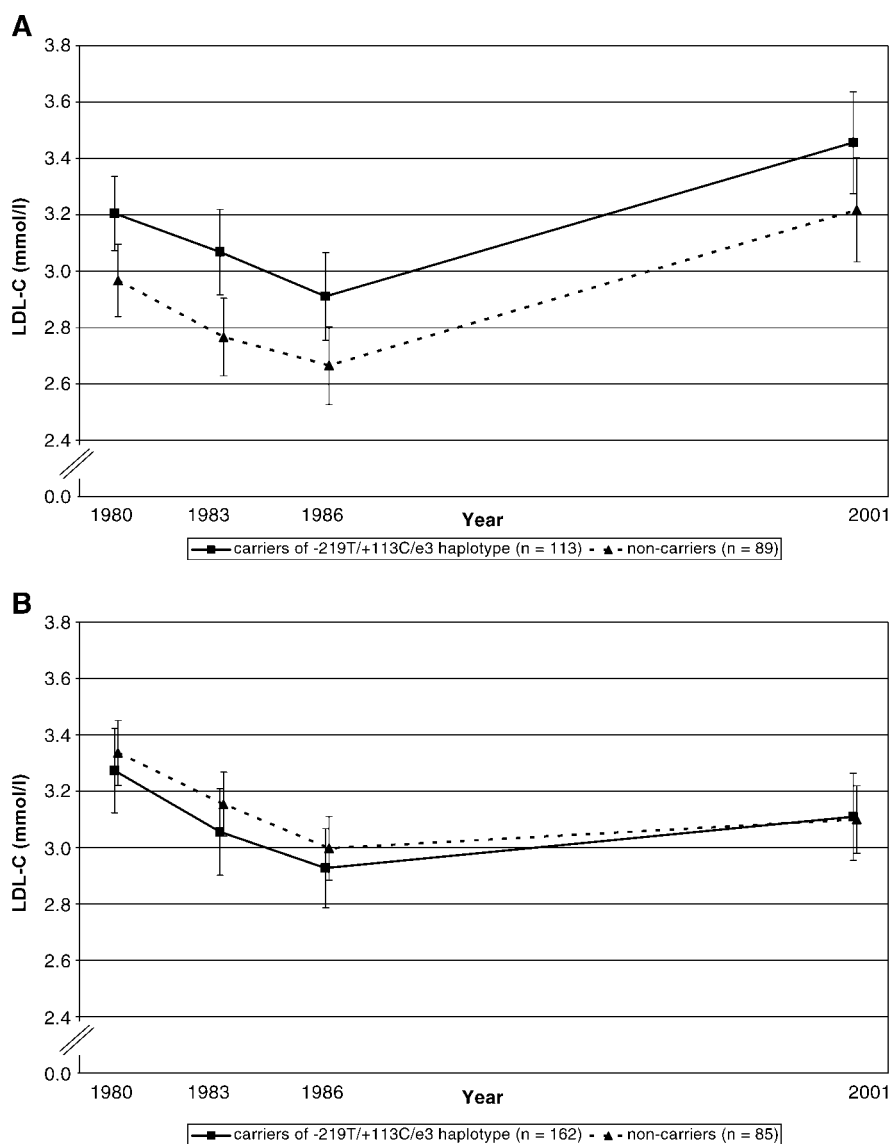 A
3.8
3.6
3.4
3.2
3.0
2.8
2.6
2.4
0.0
LDL-C (mmol/l)
1980 1983 1986 Year 2001
carriers of -219T/+113C/e3 haplotype (n = 113) non-carriers (n = 89)
B
3.8
3.6
3.4
3.2
3.0
2.8
2.6
2.4
0.0
LDL-C (mmol/l)
1980 1983 1986 Year 2001
carriers of -219T/+113C/e3 haplotype (n = 162) non-carriers (n = 85)